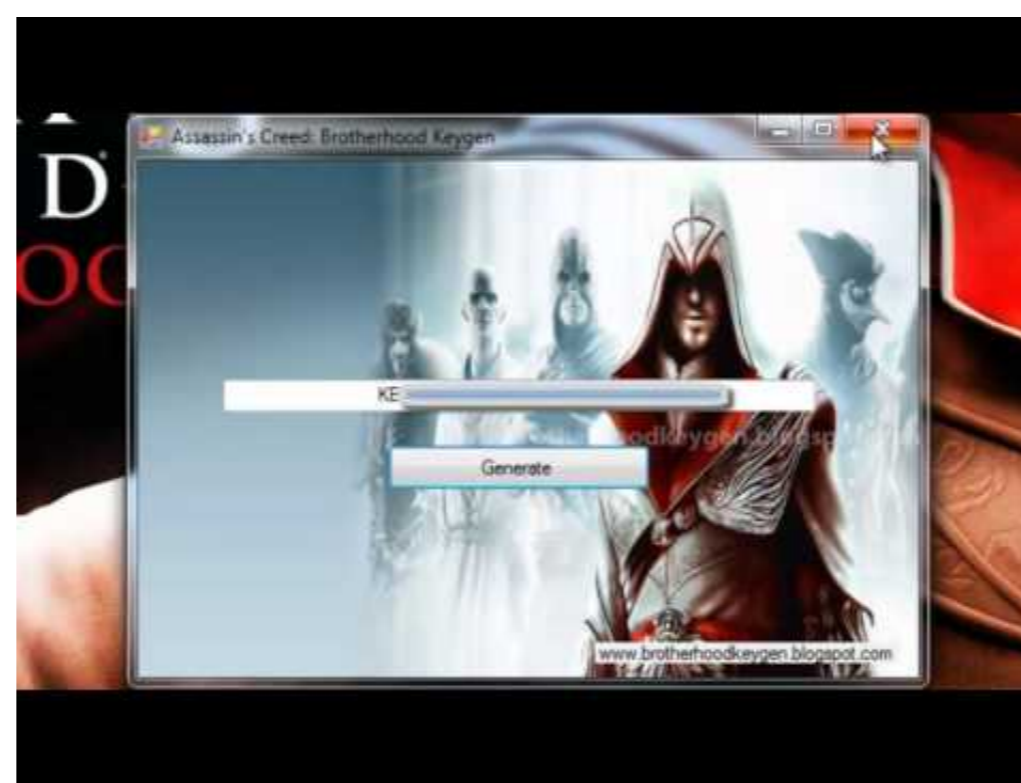 Assassin's Creed: Brotherhood Keygen
D
OO
KE
Generate
www.brotherhoodkeygen.blogspot.com